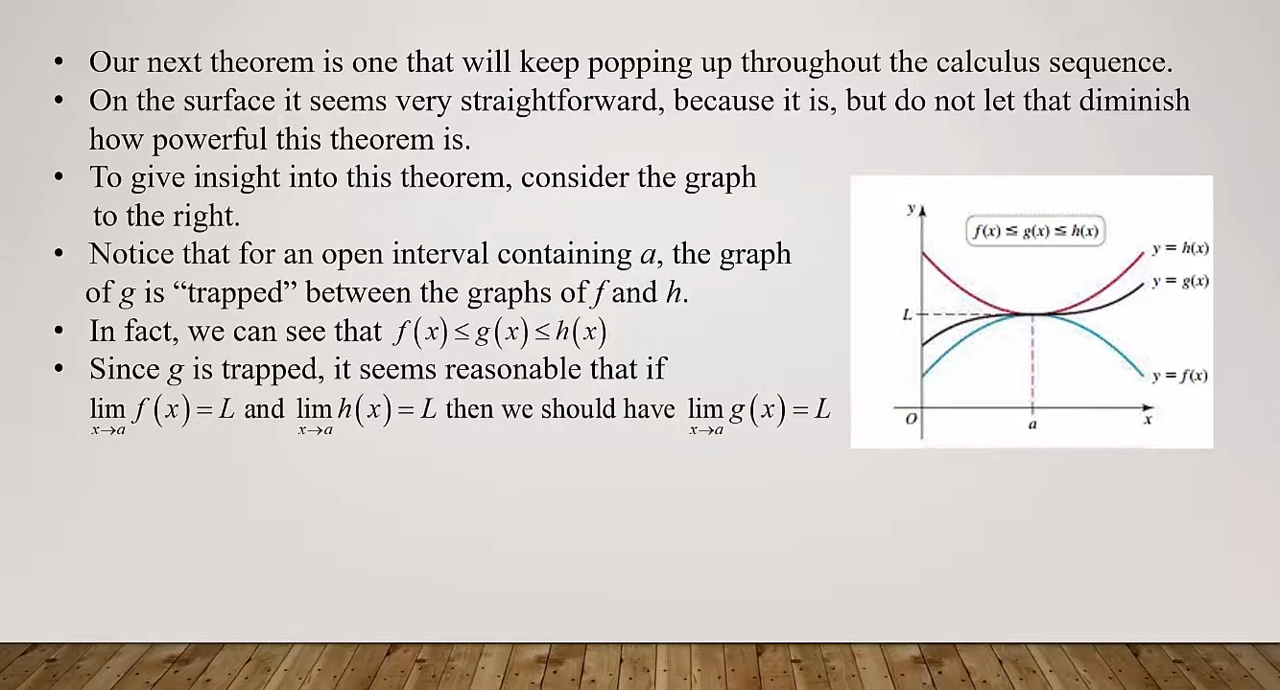 • Our next theorem is one that will keep popping up throughout the calculus sequence.
• On the surface it seems very straightforward, because it is, but do not let that diminish
how powerful this theorem is.
• To give insight into this theorem, consider the graph
to the right.
• Notice that for an open interval containing a, the graph
of g is “trapped” between the graphs of f and h.
• In fact, we can see that f(x)≤g(x)≤h(x)
• Since g is trapped, it seems reasonable that if
lim f(x)=L and lim h(x)=L then we should have lim g(x)=L
x→a x→a x→a
y
f(x) ≤ g(x) ≤ h(x)
y = h(x)
y = g(x)
L
y = f(x)
O
a
x